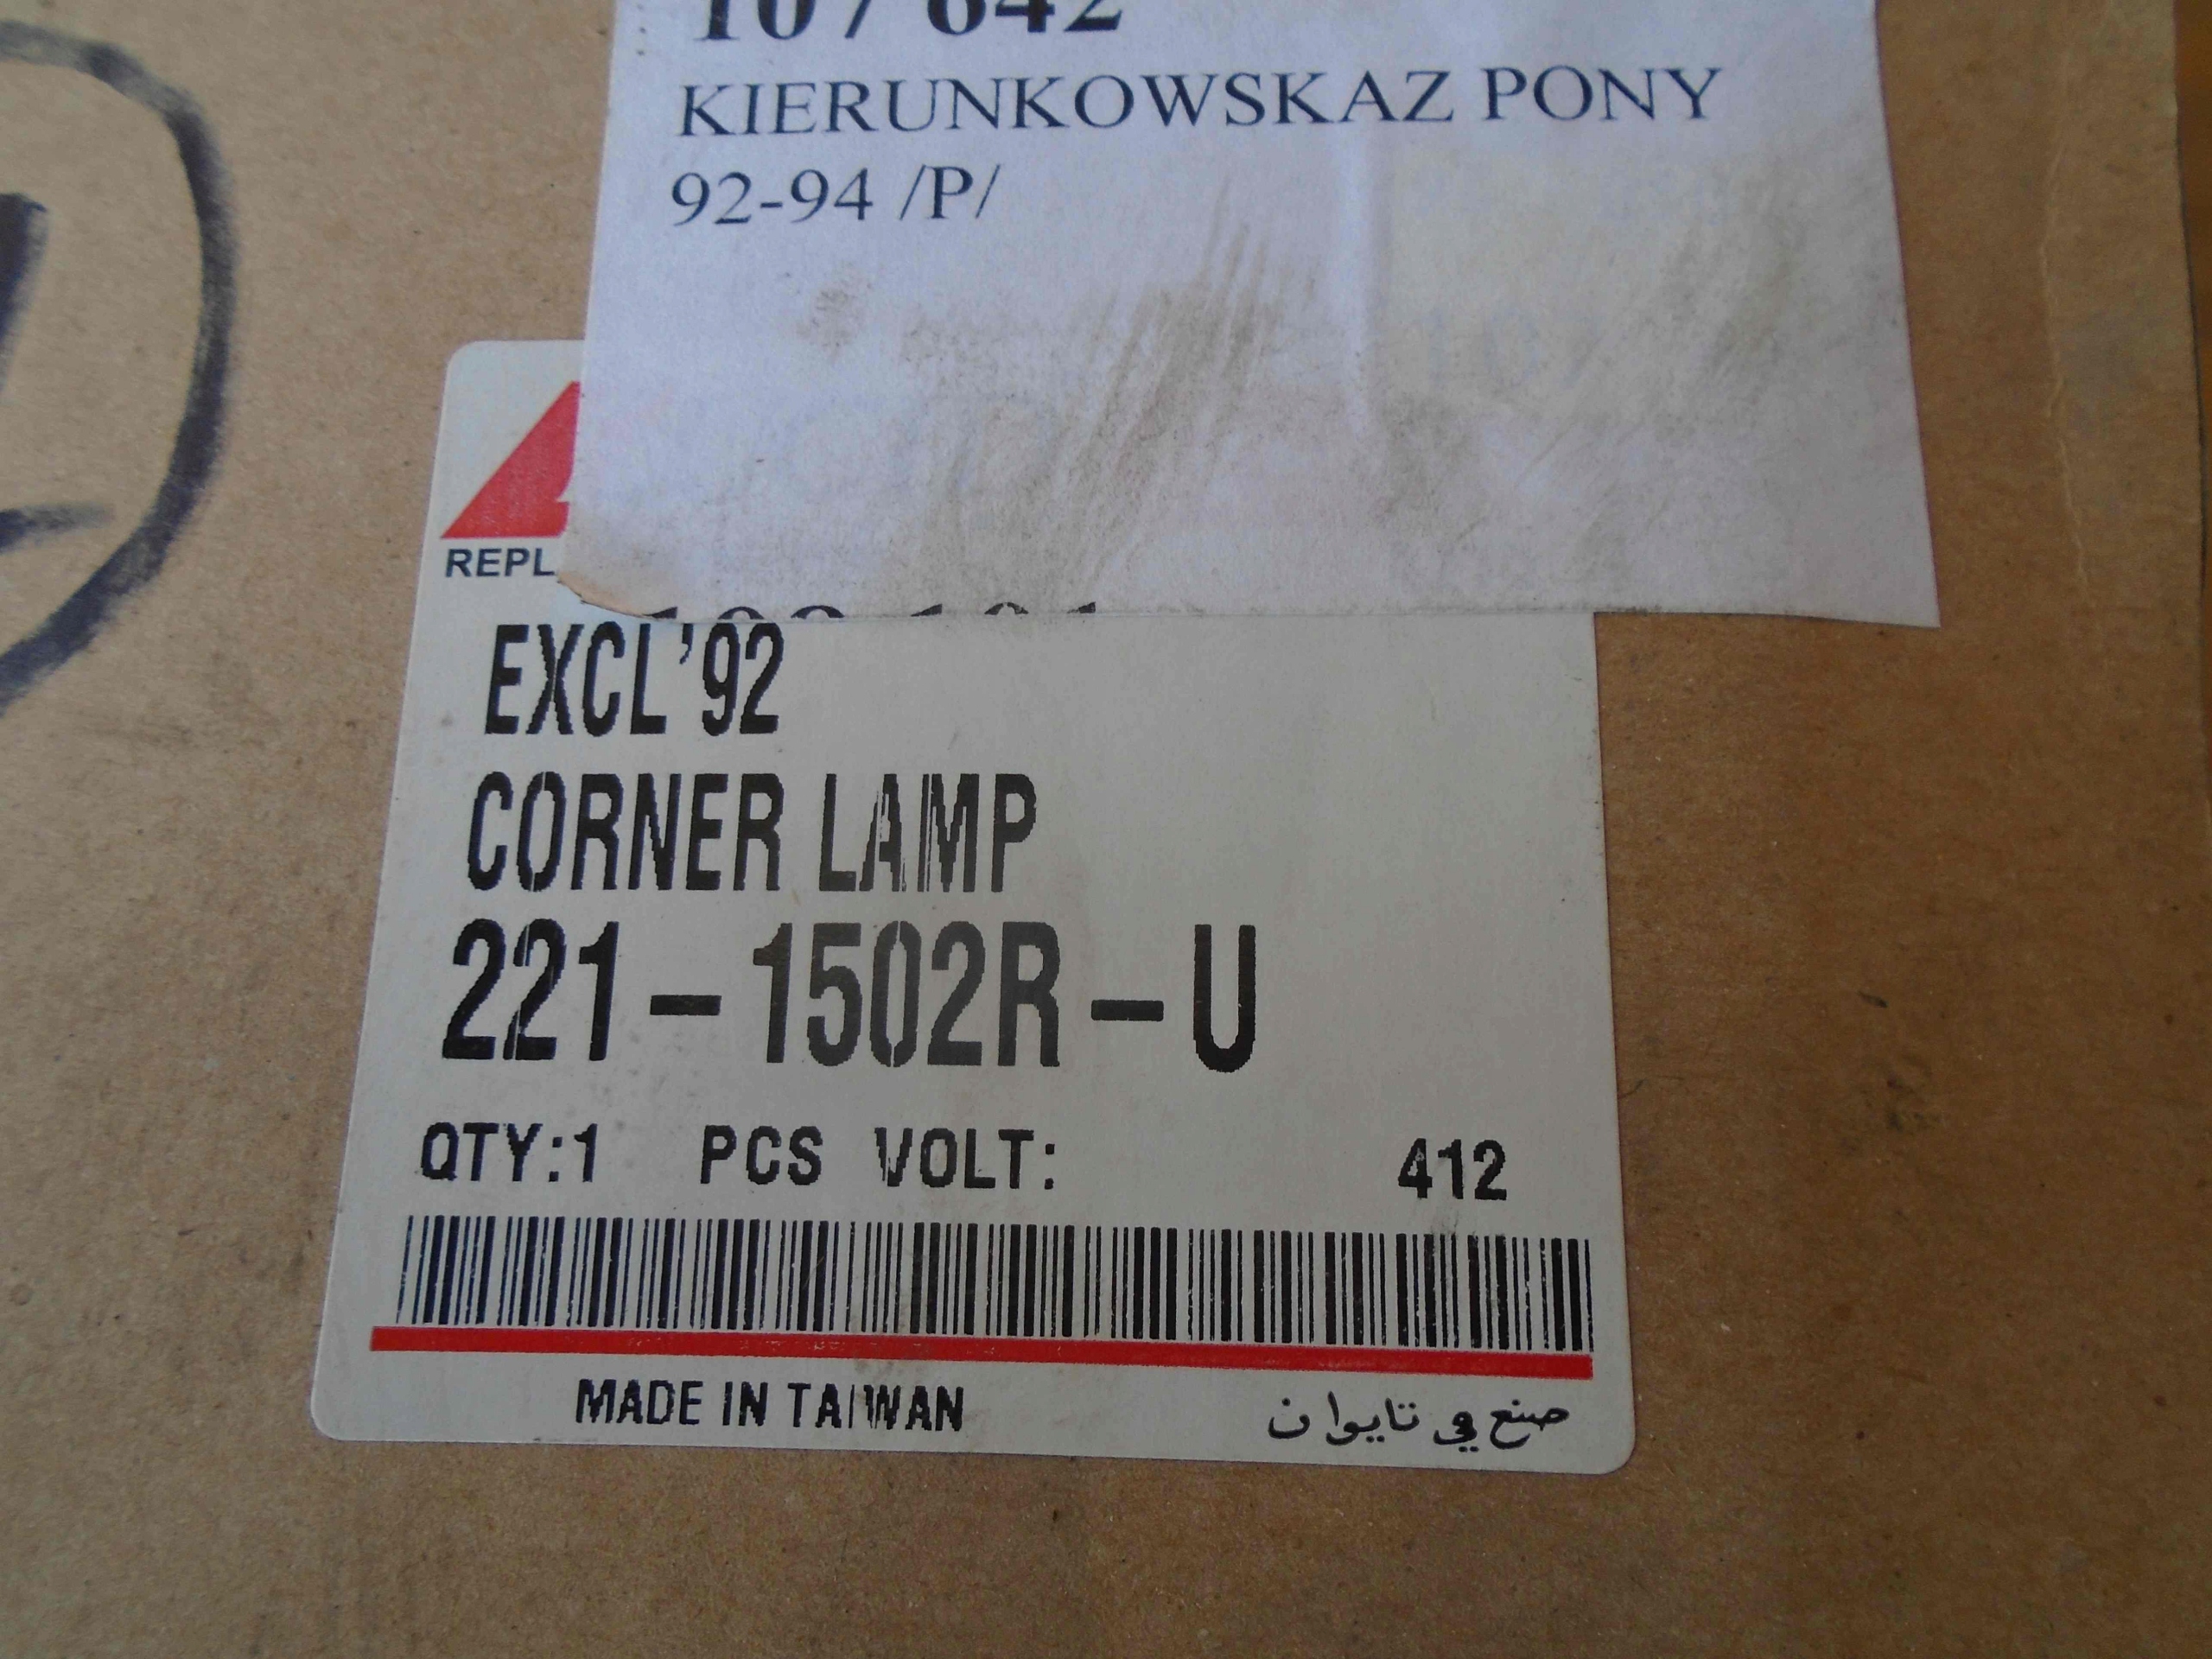 107642
KIERUNKOWSKAZ PONY
92-94 /P/
REPL
EXCL'92
CORNER LAMP
221-1502R-U
QTY:1 PCS VOLT: 412
MADE IN TAIWAN صنع في تايوان